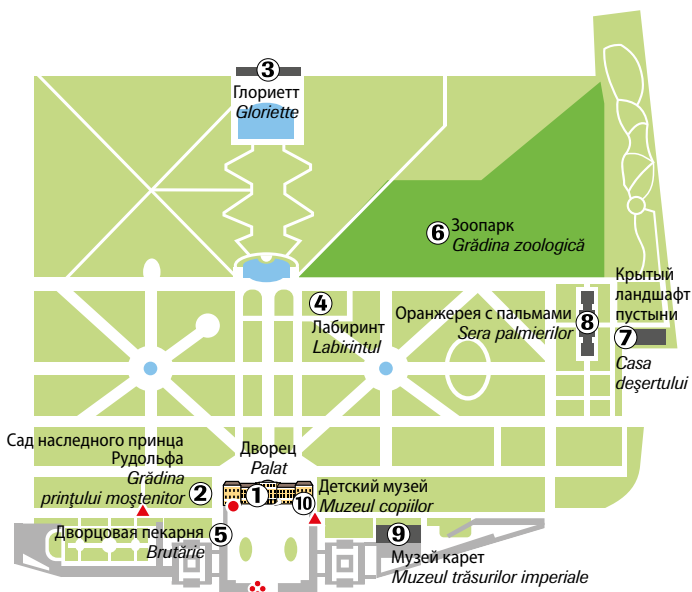 3
Глориетт
Gloriette
6
Зоопарк
Grădina zoologică
4
Лабиринт
Labirintul
Оранжерея с пальмами
Sera palmierilor
8
Крытый
ландшафт
пустыни
7
Casa
deşertului
Сад наследного принца
Рудольфа
Grădina
prinţului moştenitor
2
Дворец
Palat
1
10
Детский музей
Muzeul copiilor
Дворцовая пекарня
Brutărie
5
9
Музей карет
Muzeul trăsurilor imperiale